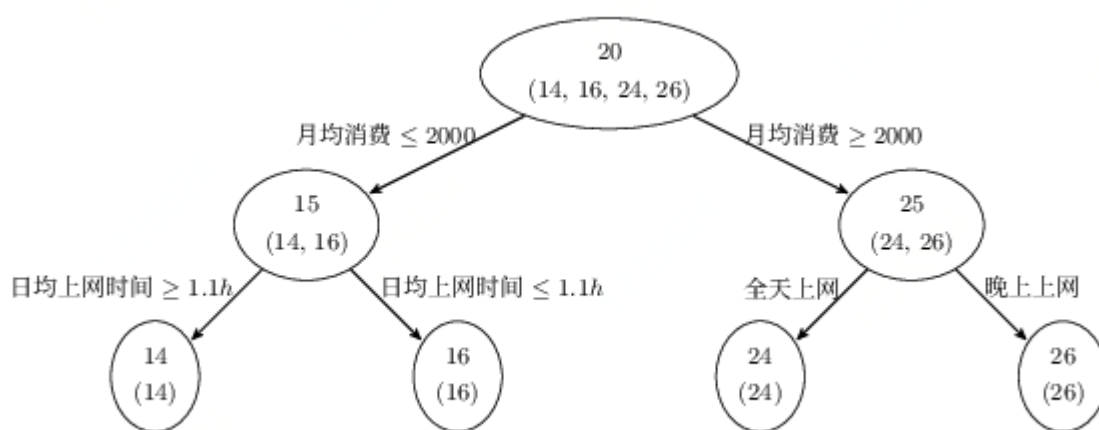 20
(14, 16, 24, 26)
月均消费 ≤ 2000
月均消费 ≥ 2000
15
(14, 16)
25
(24, 26)
日均上网时间 ≥ 1.1h
日均上网时间 ≤ 1.1h
全天上网
晚上上网
14
(14)
16
(16)
24
(24)
26
(26)